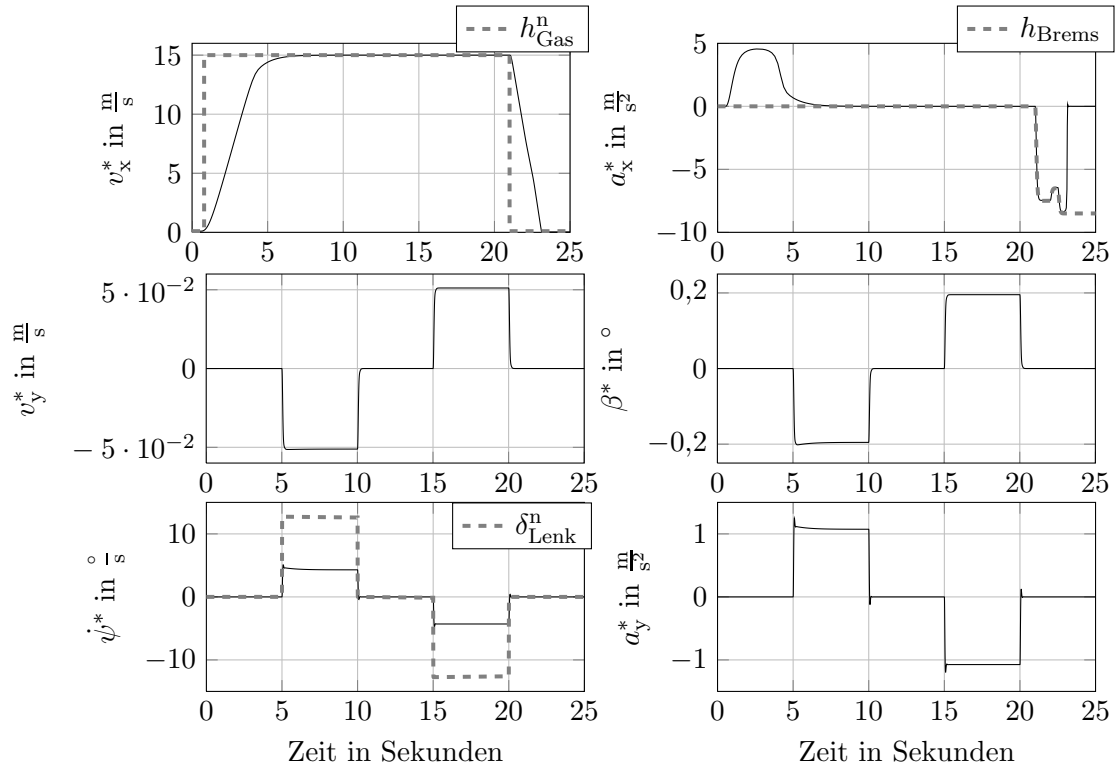 h^n_Gas
h_Brems
15
10
5
0
v*_x in m/s
0 5 10 15 20 25
5
0
−5
−10
a*_x in m/s²
0 5 10 15 20 25
5 · 10^−2
0
− 5 · 10^−2
v*_y in m/s
0 5 10 15 20 25
0,2
0
−0,2
β* in °
0 5 10 15 20 25
δ^n_Lenk
10
0
−10
ψ̇* in °/s
0 5 10 15 20 25
Zeit in Sekunden
1
0
−1
a*_y in m/s²
0 5 10 15 20 25
Zeit in Sekunden